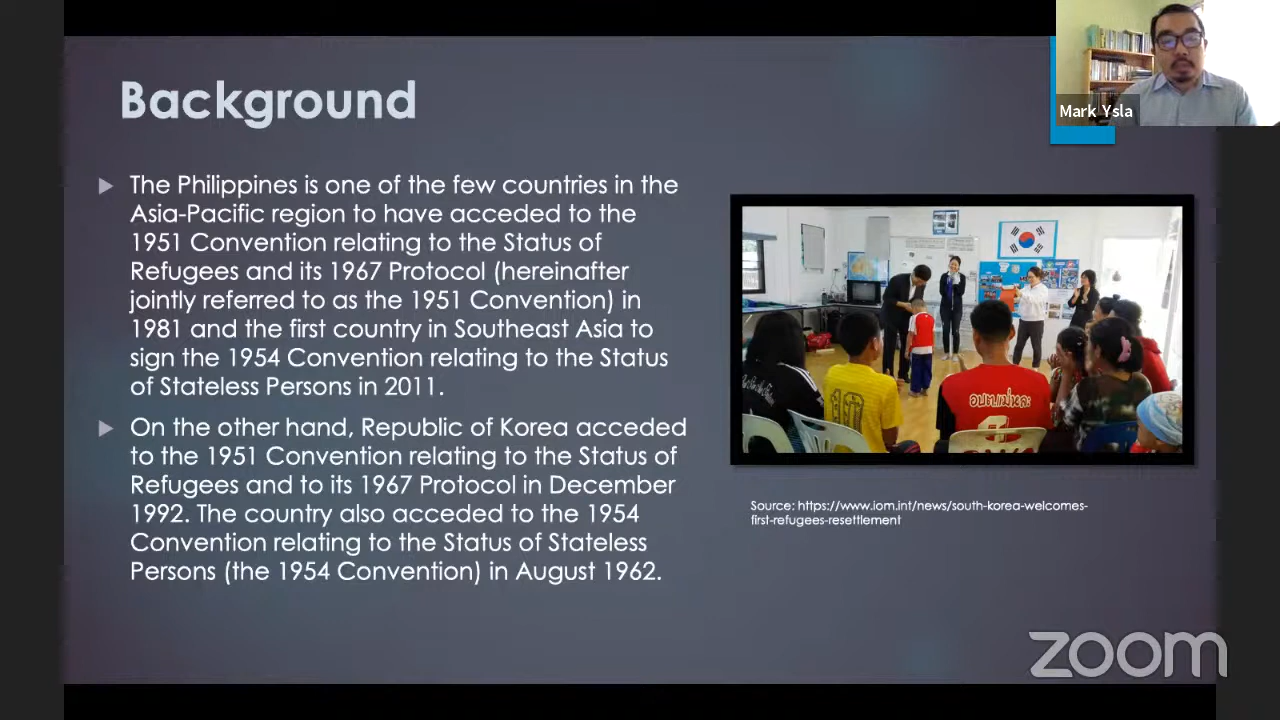 Background
The Philippines is one of the few countries in the
Asia-Pacific region to have acceded to the
1951 Convention relating to the Status of
Refugees and its 1967 Protocol (hereinafter
jointly referred to as the 1951 Convention) in
1981 and the first country in Southeast Asia to
sign the 1954 Convention relating to the Status
of Stateless Persons in 2011.
On the other hand, Republic of Korea acceded
to the 1951 Convention relating to the Status of
Refugees and to its 1967 Protocol in December
1992. The country also acceded to the 1954
Convention relating to the Status of Stateless
Persons (the 1954 Convention) in August 1962.
Mark Ysla
10
Source: https://www.iom.int/news/south-korea-welcomes-
first-refugees-resettlement
zoom